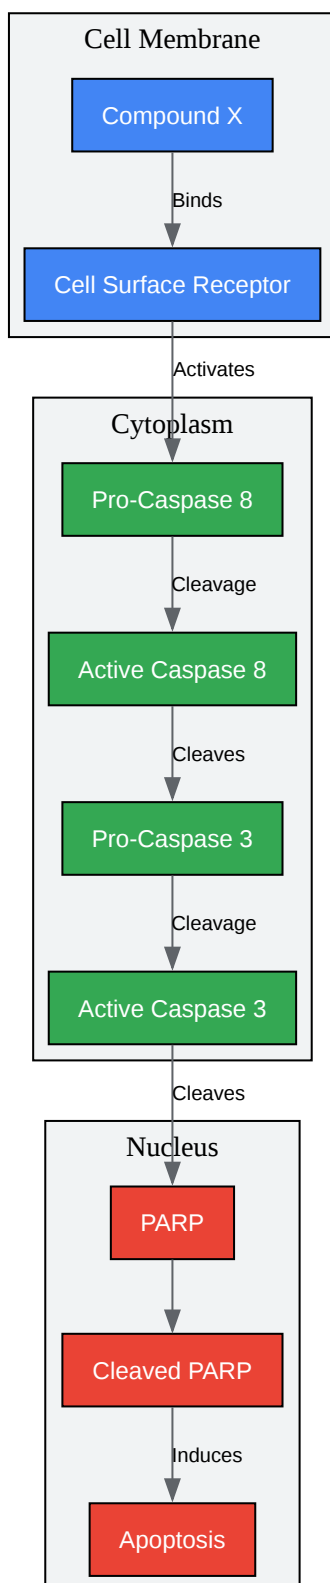 Cell Membrane
Compound X
Binds
Cell Surface Receptor
Activates
Cytoplasm
Pro-Caspase 8
Cleavage
Active Caspase 8
Cleaves
Pro-Caspase 3
Cleavage
Active Caspase 3
Cleaves
Nucleus
PARP
Cleaved PARP
Induces
Apoptosis